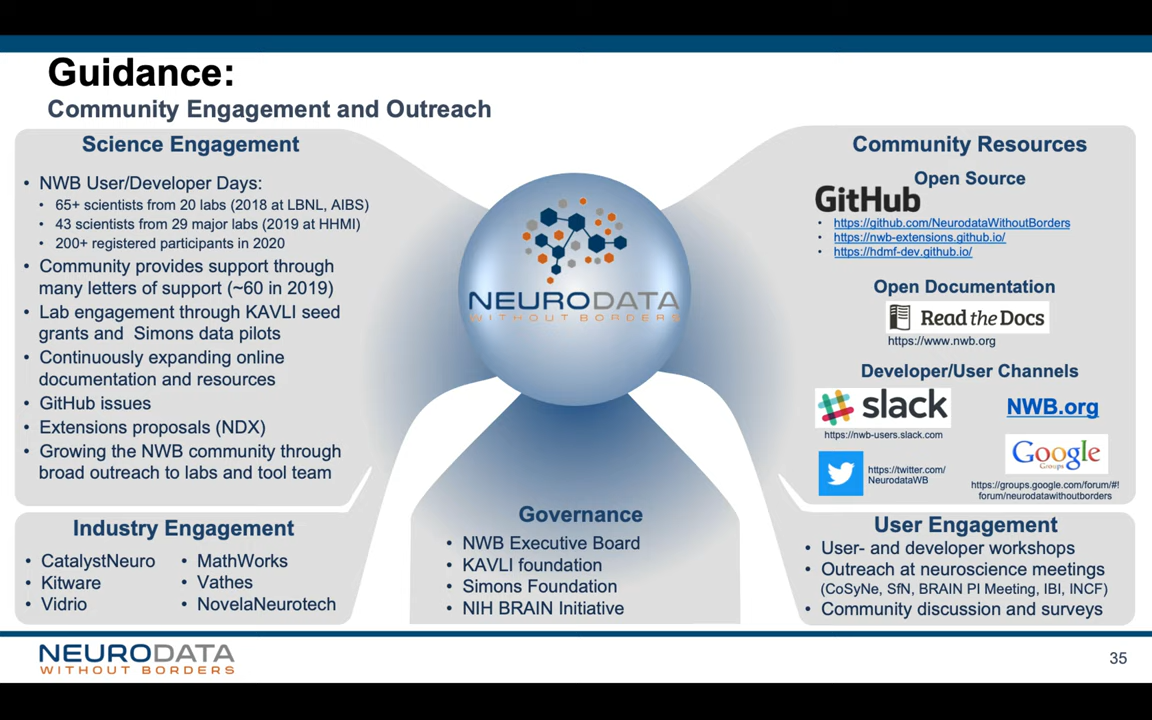 Guidance:
Community Engagement and Outreach
Science Engagement
• NWB User/Developer Days:
• 65+ scientists from 20 labs (2018 at LBNL, AIBS)
• 43 scientists from 29 major labs (2019 at HHMI)
• 200+ registered participants in 2020
• Community provides support through
many letters of support (~60 in 2019)
• Lab engagement through KAVLI seed
grants and Simons data pilots
• Continuously expanding online
documentation and resources
• GitHub issues
• Extensions proposals (NDX)
• Growing the NWB community through
broad outreach to labs and tool team
Industry Engagement
• CatalystNeuro
• Kitware
• Vidrio
• MathWorks
• Vathes
• NovelaNeurotech
NEURODATA
WITHOUT BORDERS
Governance
• NWB Executive Board
• KAVLI foundation
• Simons Foundation
• NIH BRAIN Initiative
Community Resources
Open Source
GitHub
• https://github.com/NeurodataWithoutBorders
• https://nwb-extensions.github.io/
• https://hdmf-dev.github.io/
Open Documentation
Read the Docs
https://www.nwb.org
Developer/User Channels
slack
https://nwb-users.slack.com
NWB.org
https://twitter.com/
NeurodataWB
Google
Groups
https://groups.google.com/forum/#!
forum/neurodatawithoutborders
User Engagement
• User- and developer workshops
• Outreach at neuroscience meetings
(CoSyNe, SfN, BRAIN PI Meeting, IBI, INCF)
• Community discussion and surveys
NEURODATA
WITHOUT BORDERS
35